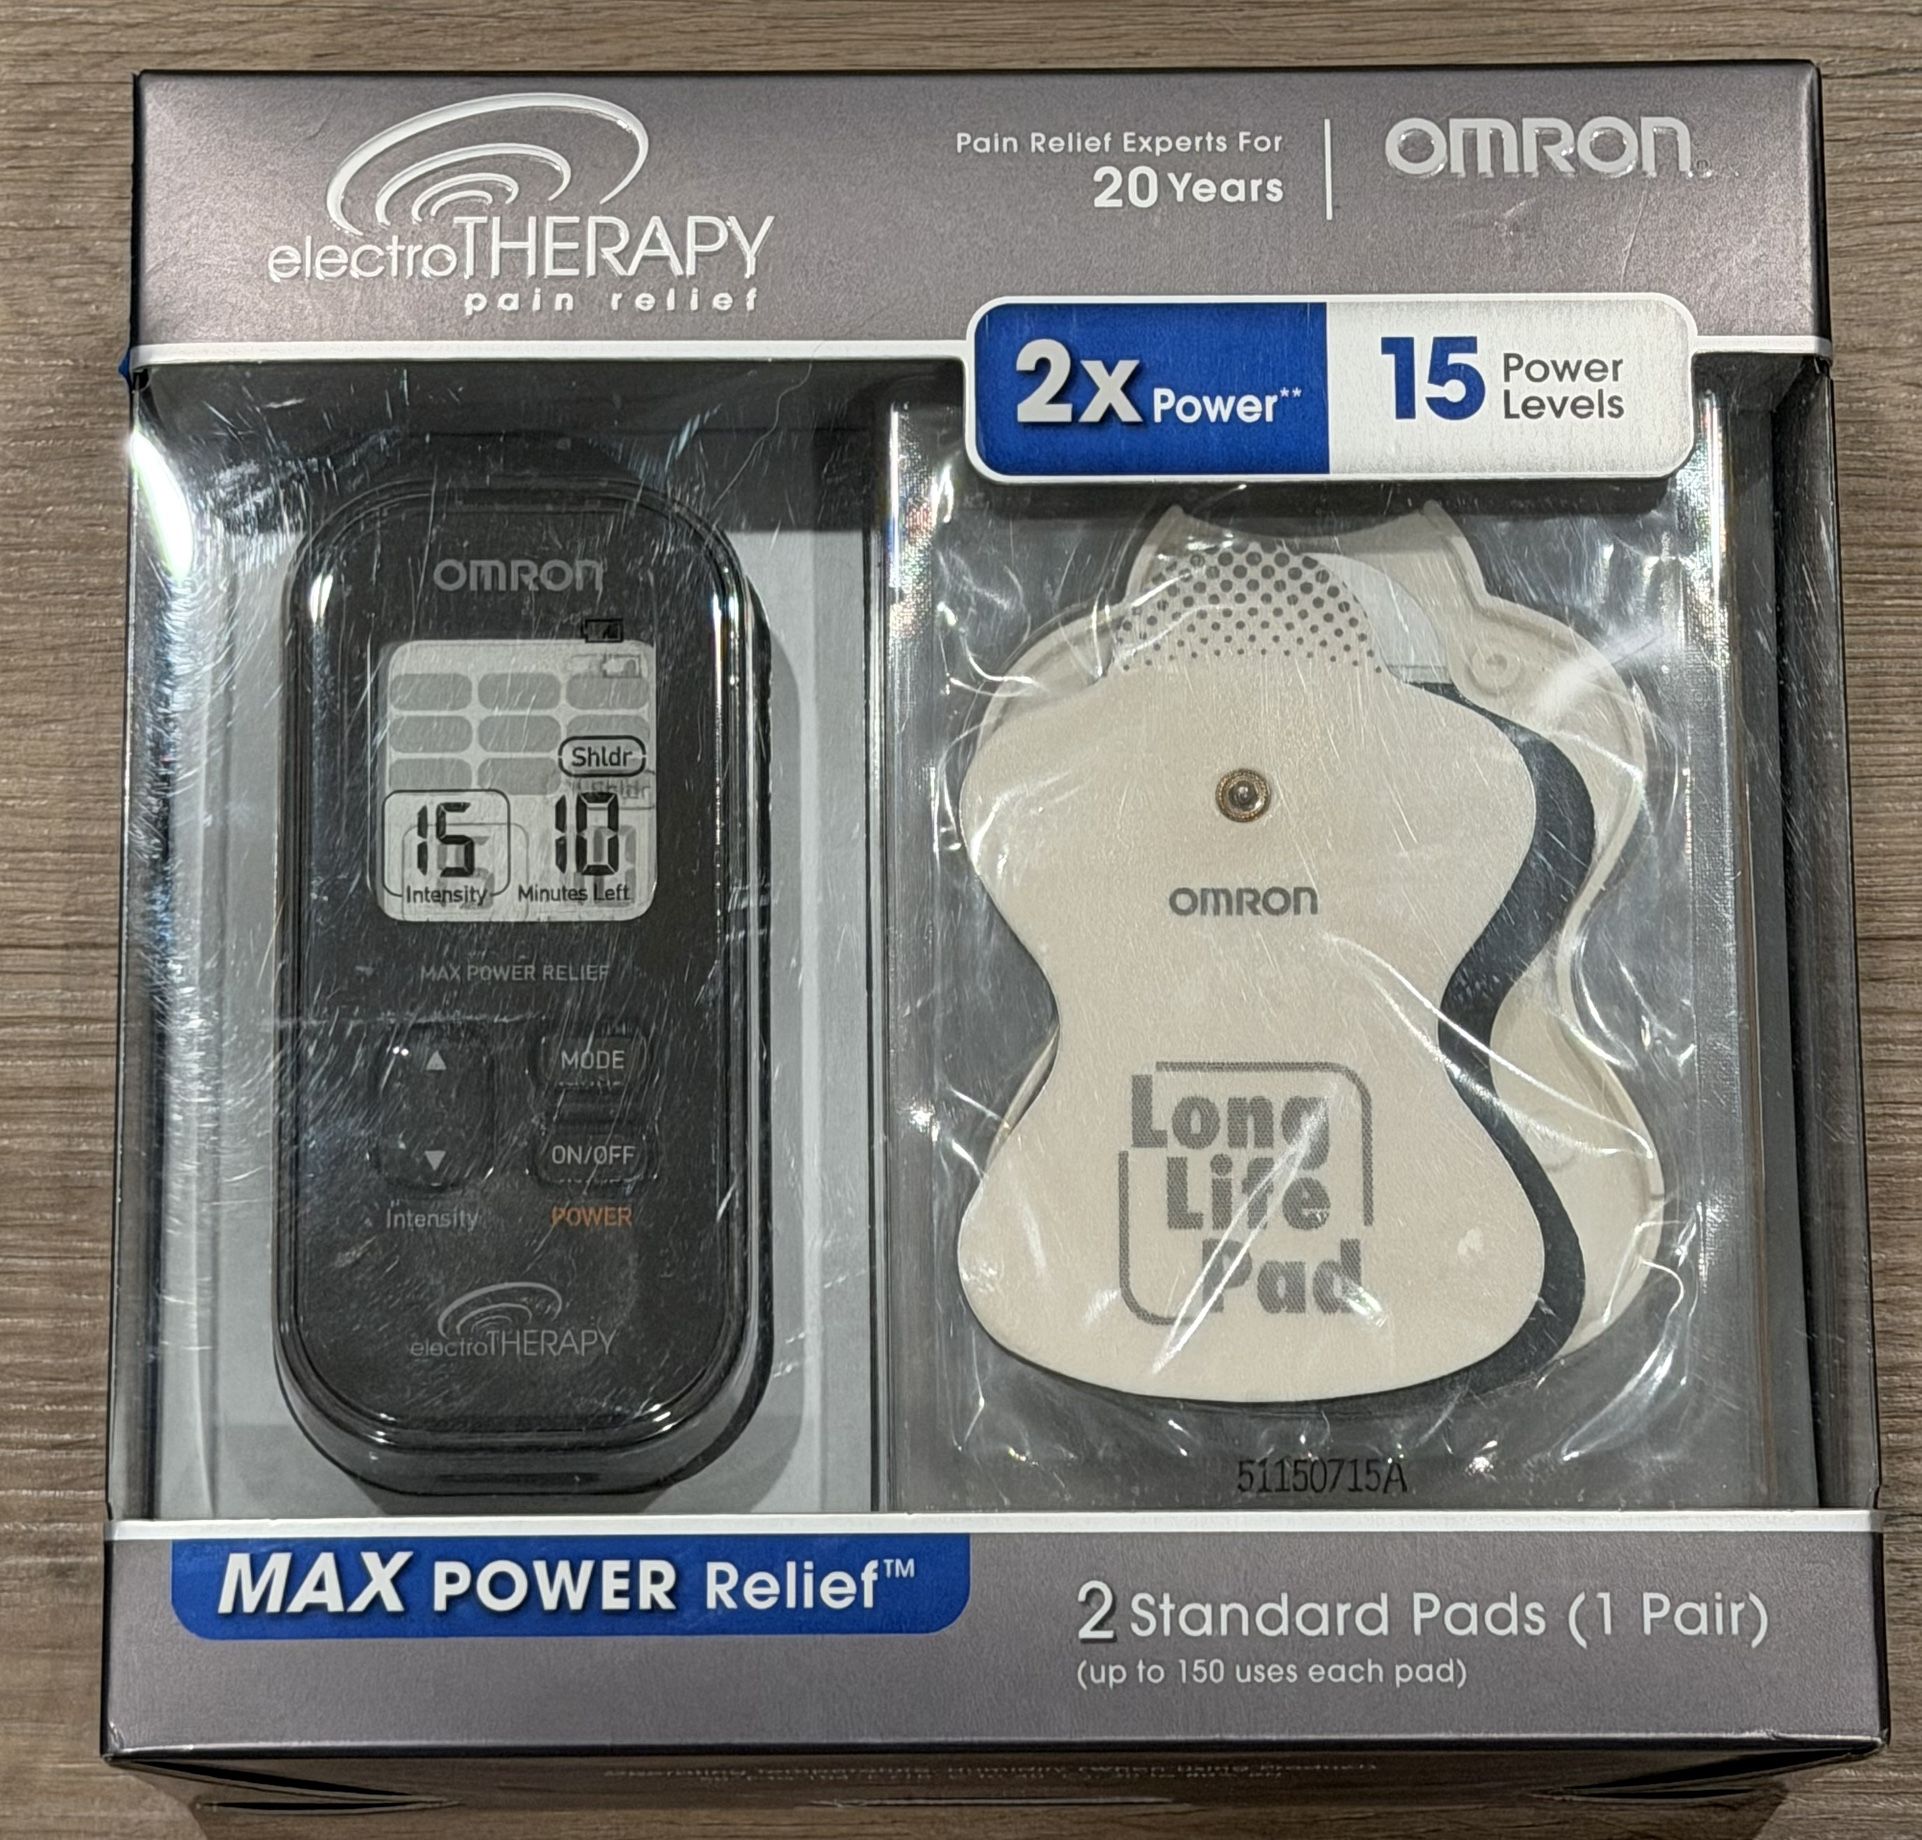 electroTHERAPY
pain relief
Pain Relief Experts For
20 Years
OMRON
2x Power**
15 Power Levels
OMRON
Shldr
15 10
Intensity Minutes Left
MAX POWER RELIEF
▲ MODE
▼ ON/OFF
Intensity POWER
electroTHERAPY
OMRON
Long
Life
Pad
51150715A
MAX POWER Relief™
2 Standard Pads (1 Pair)
(up to 150 uses each pad)